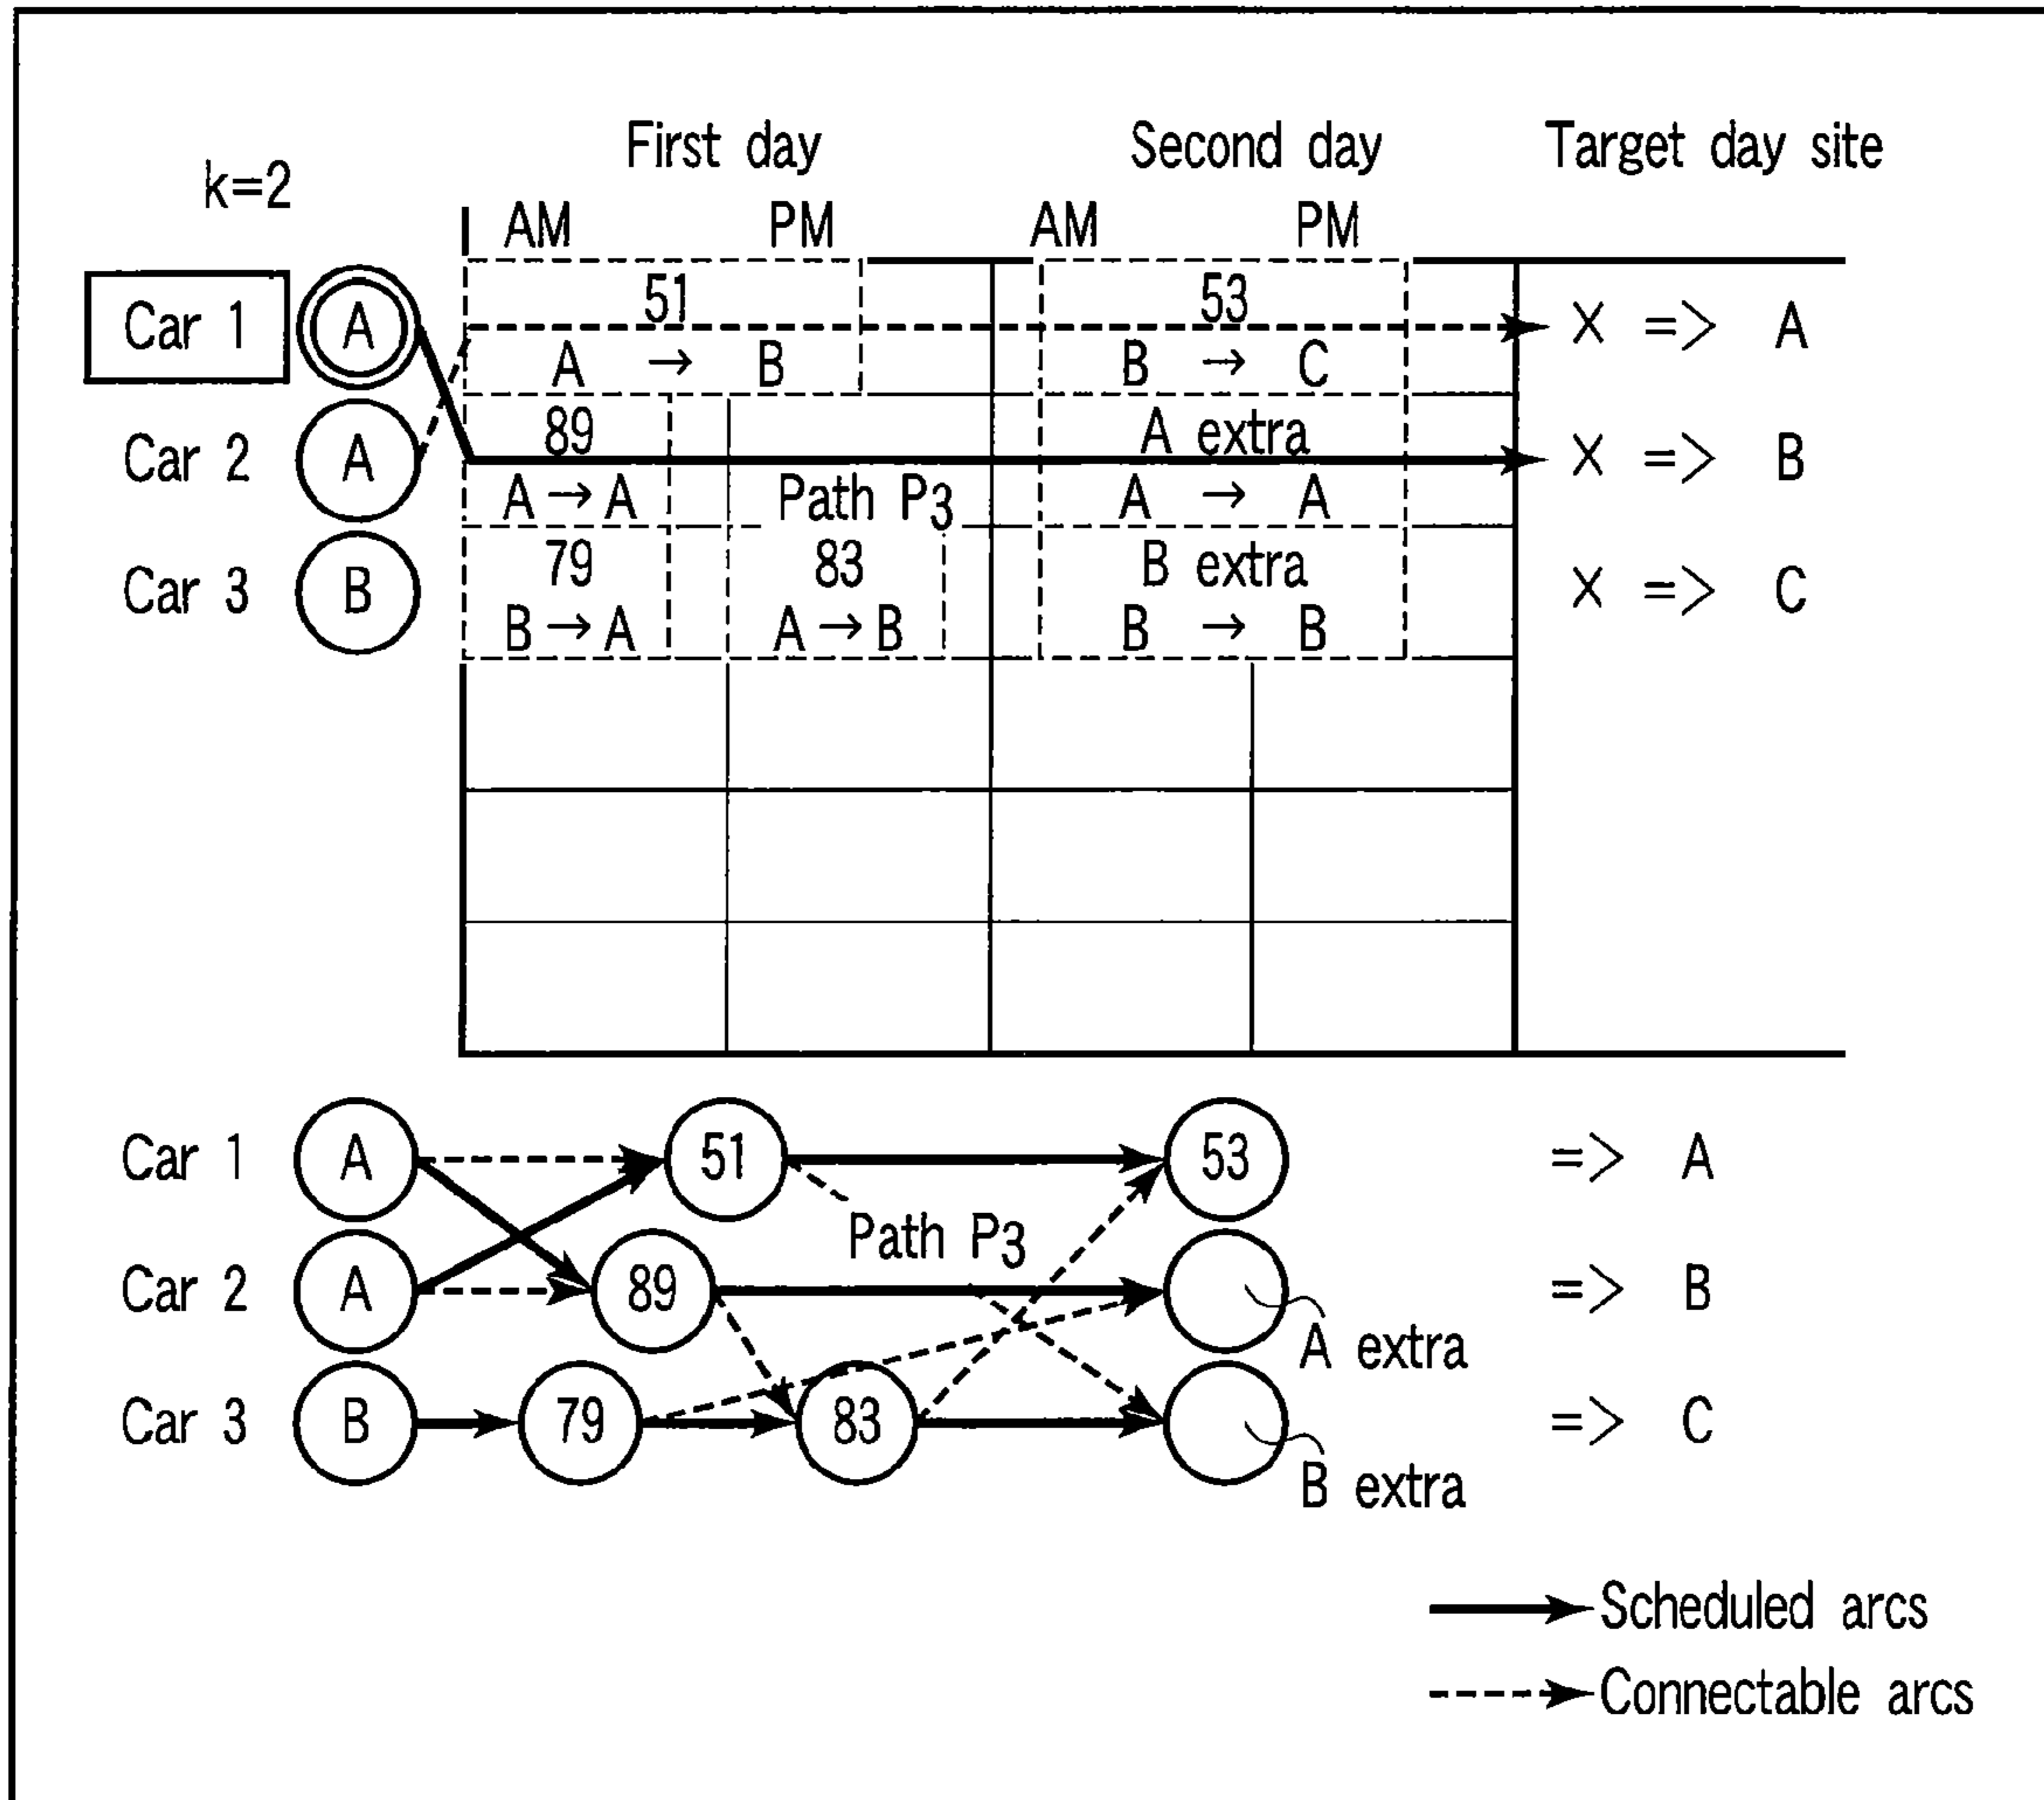 First day Second day Target day site
k=2
AM PM AM PM
Car 1 A 51 53 X => A
A → B B → C
Car 2 A 89 A extra X => B
A → A Path P3 A → A
Car 3 B 79 83 B extra X => C
B → A A → B B → B
Car 1 A 51 53 => A
Path P3
Car 2 A 89 => B
A extra
Car 3 B 79 83 => C
B extra
Scheduled arcs
Connectable arcs